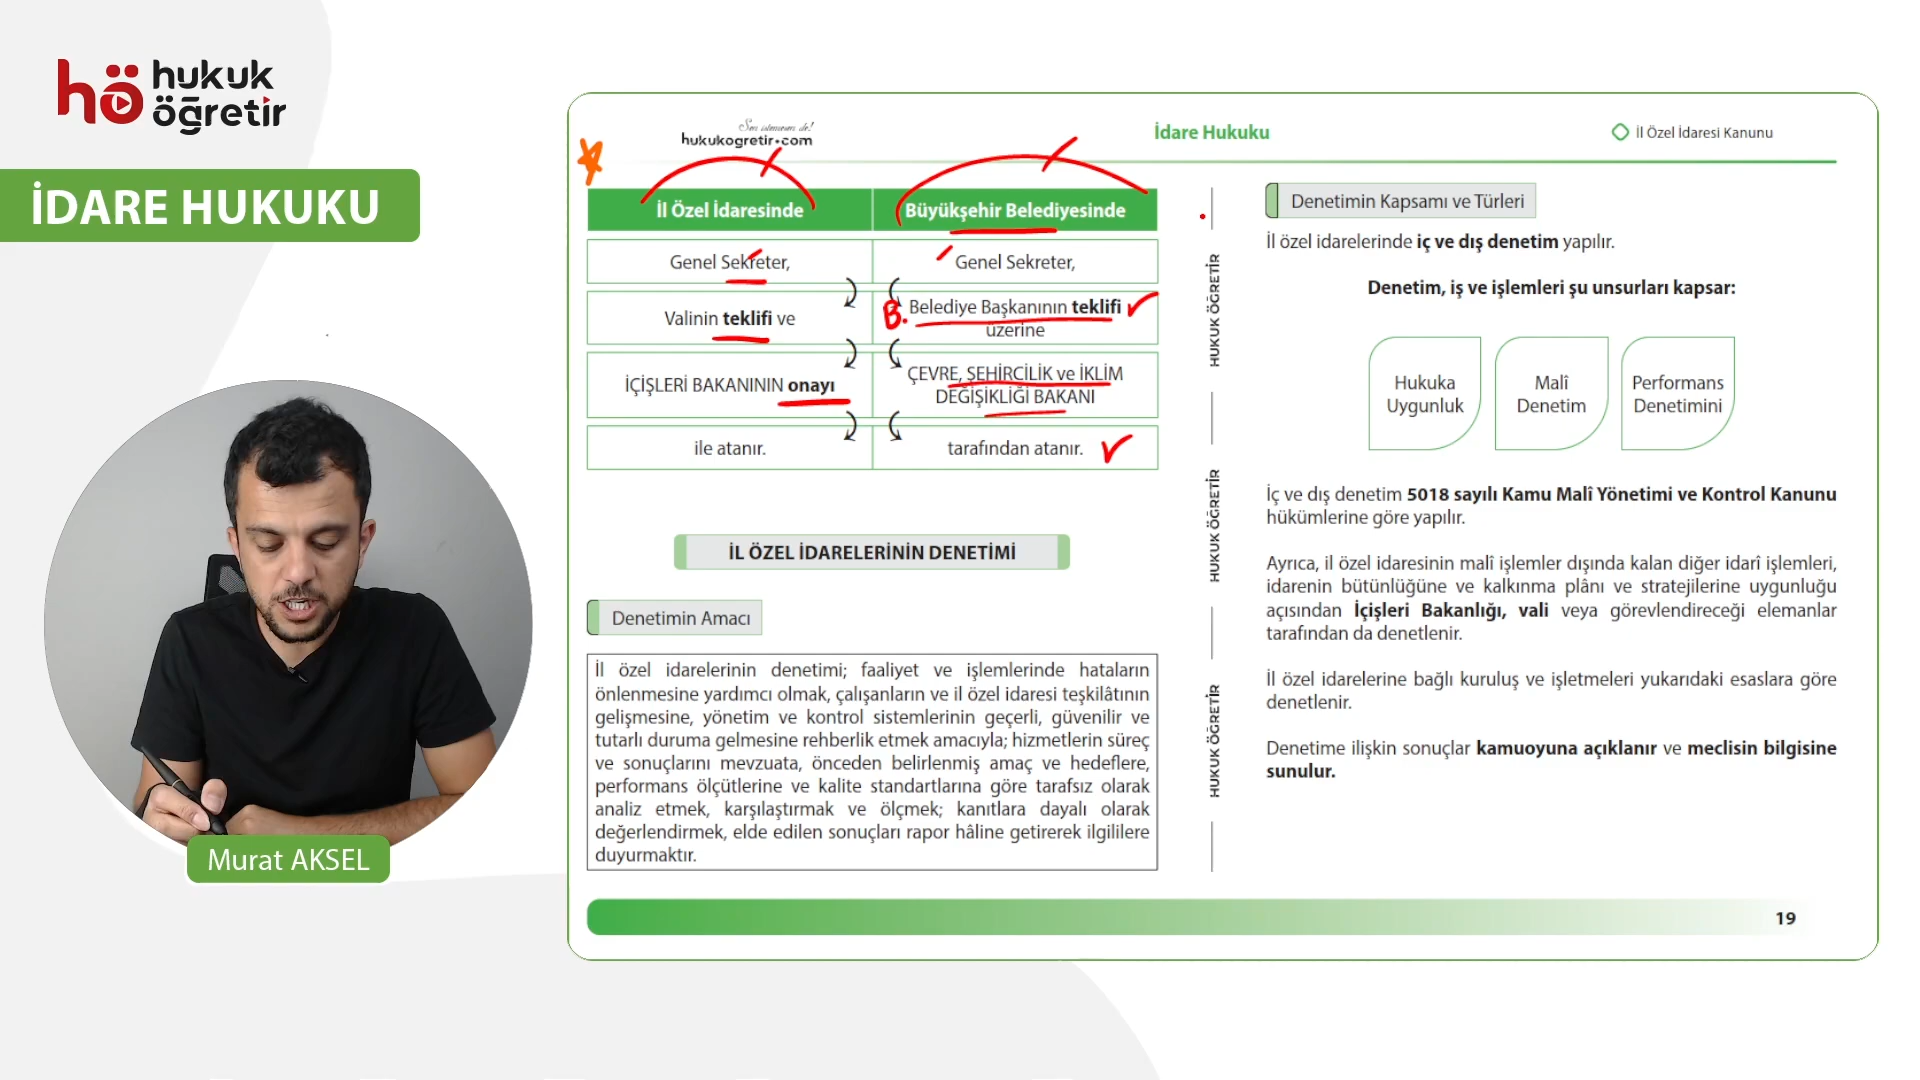 hö hukuk
öğretir
İDARE HUKUKU
Murat AKSEL
Sen istemesen de!
hukukogretir•com
İdare Hukuku
İl Özel İdaresi Kanunu
İl Özel İdaresinde
Büyükşehir Belediyesinde
Genel Sekreter,
Genel Sekreter,
Valinin teklifi ve
B. Belediye Başkanının teklifi
üzerine
İÇİŞLERİ BAKANININ onayı
ÇEVRE, ŞEHİRCİLİK ve İKLİM
DEĞİŞİKLİĞİ BAKANI
ile atanır.
tarafından atanır.
İL ÖZEL İDARELERİNİN DENETİMİ
Denetimin Amacı
İl özel idarelerinin denetimi; faaliyet ve işlemlerinde hataların
önlenmesine yardımcı olmak, çalışanların ve il özel idaresi teşkilâtının
gelişmesine, yönetim ve kontrol sistemlerinin geçerli, güvenilir ve
tutarlı duruma gelmesine rehberlik etmek amacıyla; hizmetlerin süreç
ve sonuçlarını mevzuata, önceden belirlenmiş amaç ve hedeflere,
performans ölçütlerine ve kalite standartlarına göre tarafsız olarak
analiz etmek, karşılaştırmak ve ölçmek; kanıtlara dayalı olarak
değerlendirmek, elde edilen sonuçları rapor hâline getirerek ilgililere
duyurmaktır.
HUKUK ÖĞRETİR
HUKUK ÖĞRETİR
HUKUK ÖĞRETİR
Denetimin Kapsamı ve Türleri
İl özel idarelerinde iç ve dış denetim yapılır.
Denetim, iş ve işlemleri şu unsurları kapsar:
Hukuka
Uygunluk
Malî
Denetim
Performans
Denetimini
İç ve dış denetim 5018 sayılı Kamu Malî Yönetimi ve Kontrol Kanunu
hükümlerine göre yapılır.
Ayrıca, il özel idaresinin malî işlemler dışında kalan diğer idarî işlemleri,
idarenin bütünlüğüne ve kalkınma plânı ve stratejilerine uygunluğu
açısından İçişleri Bakanlığı, vali veya görevlendireceği elemanlar
tarafından da denetlenir.
İl özel idarelerine bağlı kuruluş ve işletmeleri yukarıdaki esaslara göre
denetlenir.
Denetime ilişkin sonuçlar kamuoyuna açıklanır ve meclisin bilgisine
sunulur.
19